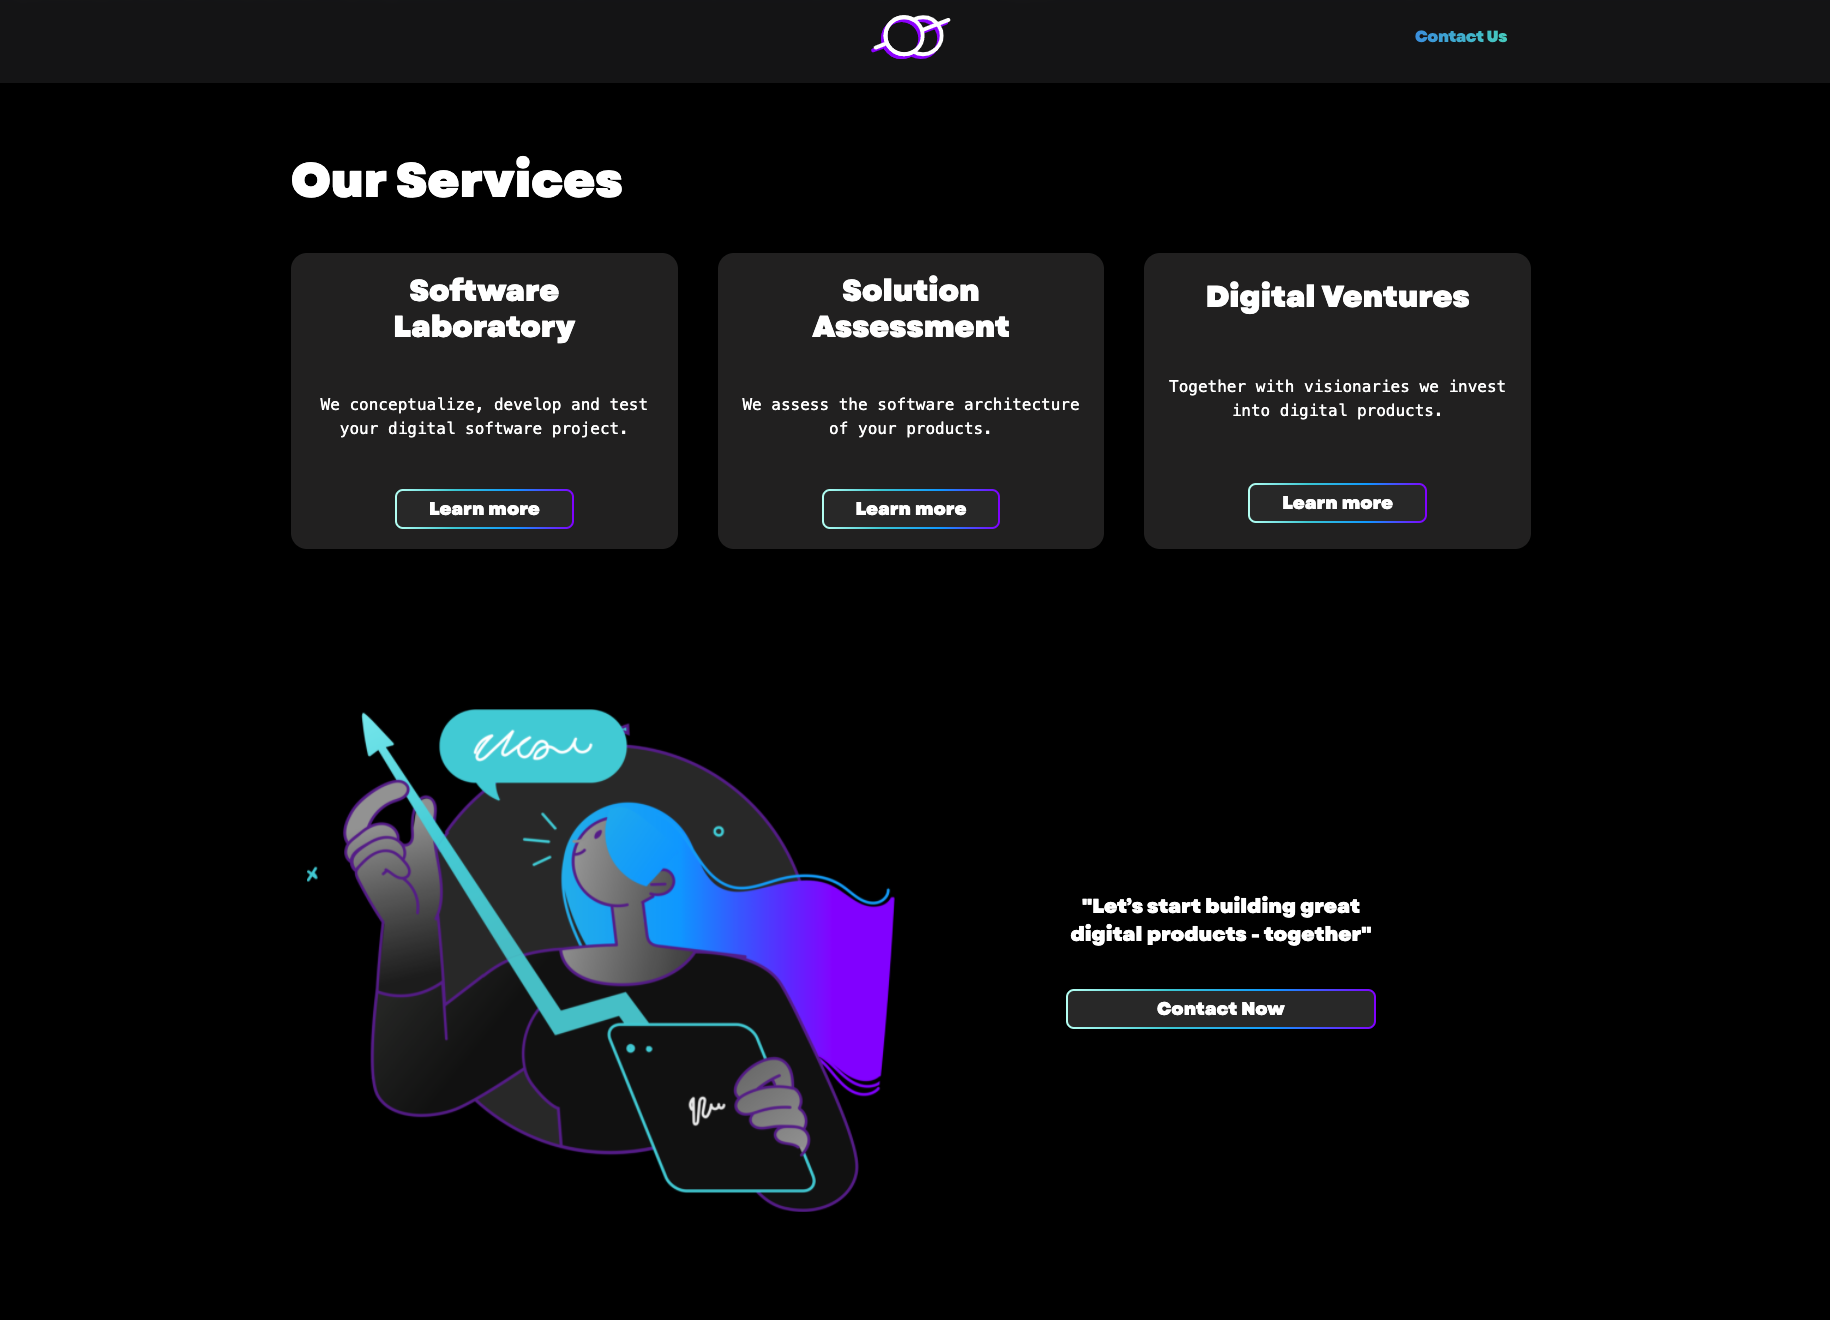 Contact Us
Our Services
Software
Laboratory
We conceptualize, develop and test
your digital software project.
Learn more
Solution
Assessment
We assess the software architecture
of your products.
Learn more
Digital Ventures
Together with visionaries we invest
into digital products.
Learn more
"Let’s start building great
digital products - together"
Contact Now